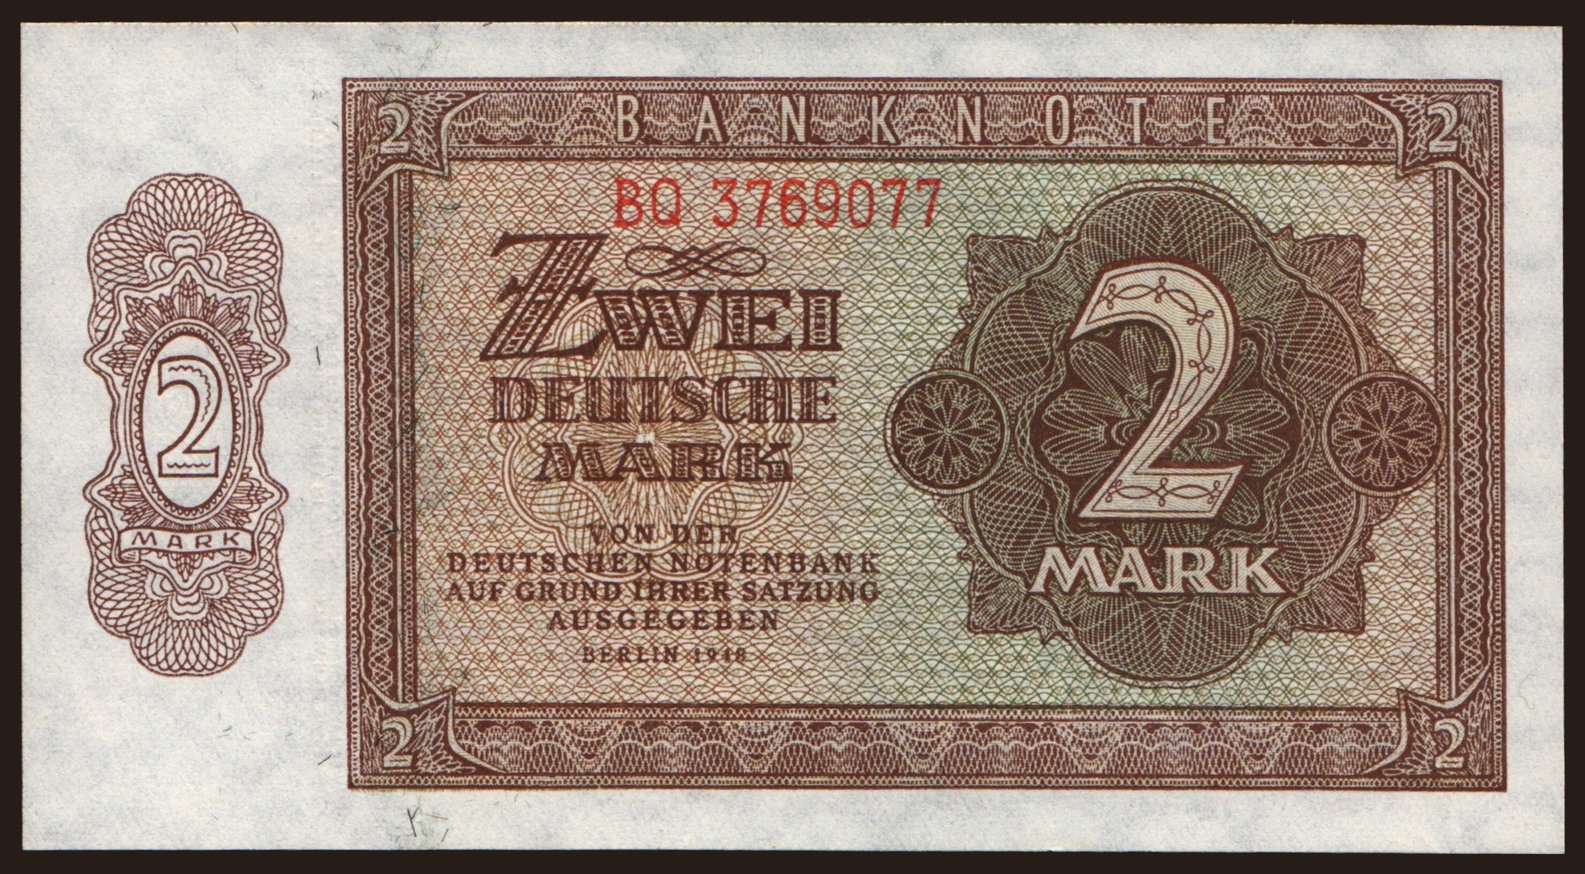 BANKNOTE
2
2
BQ 3769077
ZWEI
DEUTSCHE
MARK
VON DER
DEUTSCHEN NOTENBANK
AUF GRUND IHRER SATZUNG
AUSGEGEBEN
BERLIN 1948
2
MARK
2
MARK
2
2